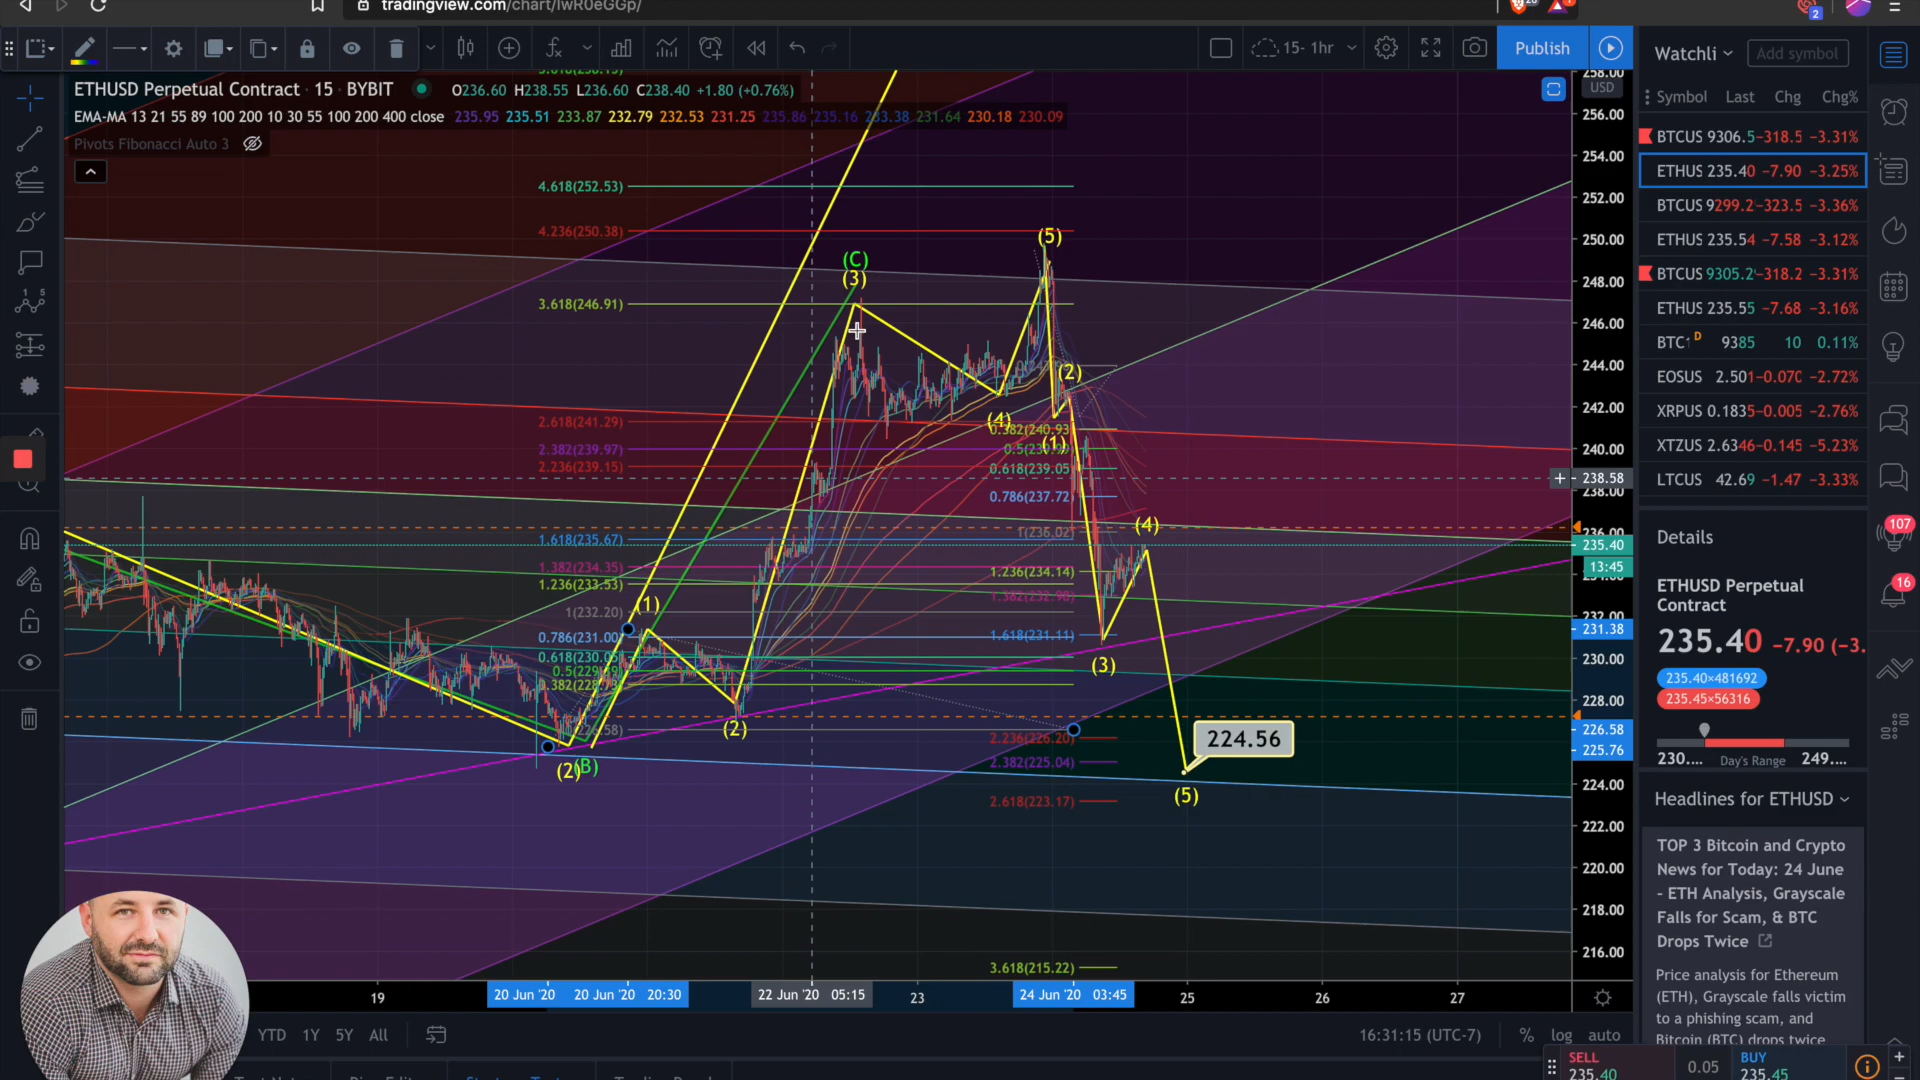 tradingview.com/chart/IwR0eGGp/
2
15- 1hr
Publish
Watchli
Add symbol
ETHUSD Perpetual Contract · 15 · BYBIT
O236.60 H238.55 L236.60 C238.40 +1.80 (+0.76%)
EMA-MA 13 21 55 89 100 200 10 30 55 100 200 400 close 235.95 235.51 233.87 232.79 232.53 231.25 235.86 235.16 233.38 231.64 230.18 230.09
Pivots Fibonacci Auto 3
258.00
USD
256.00
254.00
252.00
250.00
248.00
246.00
244.00
242.00
240.00
238.58
238.00
236.00
235.40
13:45
234.00
232.00
231.38
230.00
228.00
226.58
225.76
224.00
222.00
220.00
218.00
216.00
4.618(252.53)
4.236(250.38)
3.618(246.91)
2.618(241.29)
2.382(239.97)
2.236(239.15)
1.618(235.67)
1.382(234.35)
1.236(233.53)
1(232.20)
0.786(231.00)
(C)
(3)
(5)
(2)
(4)
(1)
0.382(240.93)
0.618(239.05)
0.786(237.72)
1(236.02)
(4)
1.236(234.14)
1.382(232.98)
1.618(231.11)
(3)
(1)
(2)
(2)
(B)
2.236(226.20)
2.382(225.04)
2.618(223.17)
3.618(215.22)
224.56
(5)
19
20 Jun '20
20 Jun '20 20:30
22 Jun '20 05:15
23
24 Jun '20 03:45
25
26
27
YTD 1Y 5Y All
16:31:15 (UTC-7)
% log auto
Symbol Last Chg Chg%
BTCUS 9306.5 −318.5 −3.31%
ETHUS 235.40 −7.90 −3.25%
BTCUS 9299.2 −323.5 −3.36%
ETHUS 235.54 −7.58 −3.12%
BTCUS 9305.2 −318.2 −3.31%
ETHUS 235.55 −7.68 −3.16%
BTC D 9385 10 0.11%
EOSUS 2.501 −0.070 −2.72%
XRPUS 0.1835 −0.005 −2.76%
XTZUS 2.6346 −0.145 −5.23%
LTCUS 42.69 −1.47 −3.33%
107
16
Details
ETHUSD Perpetual
Contract
235.40 −7.90 (−3.
235.40×481692
235.45×56316
230.... Day's Range 249....
Headlines for ETHUSD
TOP 3 Bitcoin and Crypto
News for Today: 24 June
- ETH Analysis, Grayscale
Falls for Scam, & BTC
Drops Twice
Price analysis for Ethereum
(ETH), Grayscale falls victim
to a phishing scam, and
Bitcoin (BTC) drops twice
SELL
235.40
0.05
BUY
235.45